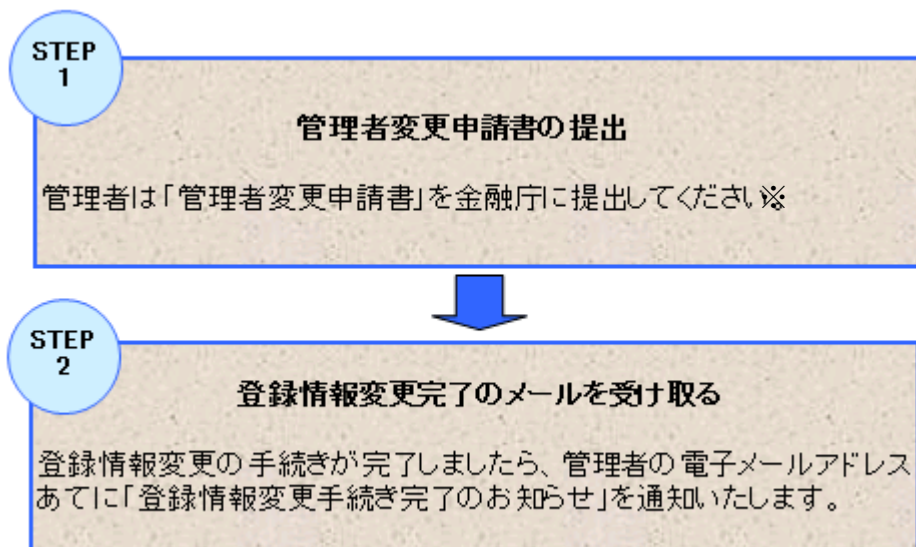 STEP
1
管理者変更申請書の提出
管理者は「管理者変更申請書」を金融庁に提出してください※
STEP
2
登録情報変更完了のメールを受け取る
登録情報変更の手続きが完了しましたら、管理者の電子メールアドレス
あてに「登録情報変更手続き完了のお知らせ」を通知いたします。